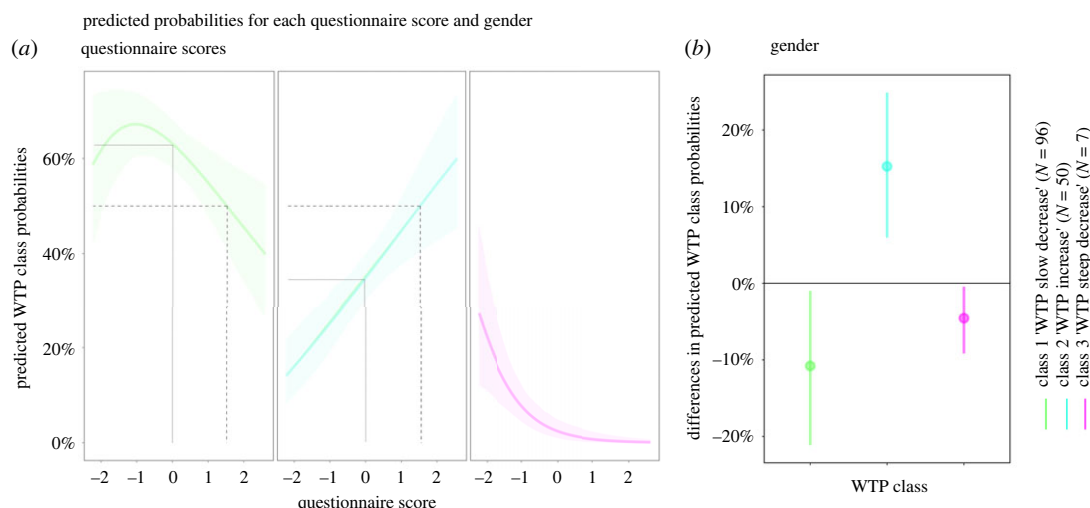 predicted probabilities for each questionnaire score and gender
(a) questionnaire scores
predicted WTP class probabilities
60%
40%
20%
0%
–2 –1 0 1 2 –2 –1 0 1 2 –2 –1 0 1 2
questionnaire score
(b) gender
differences in predicted WTP class probabilities
20%
10%
0%
–10%
–20%
WTP class
class 1 'WTP slow decrease' (N = 96)
class 2 'WTP increase' (N = 50)
class 3 'WTP steep decrease' (N = 7)